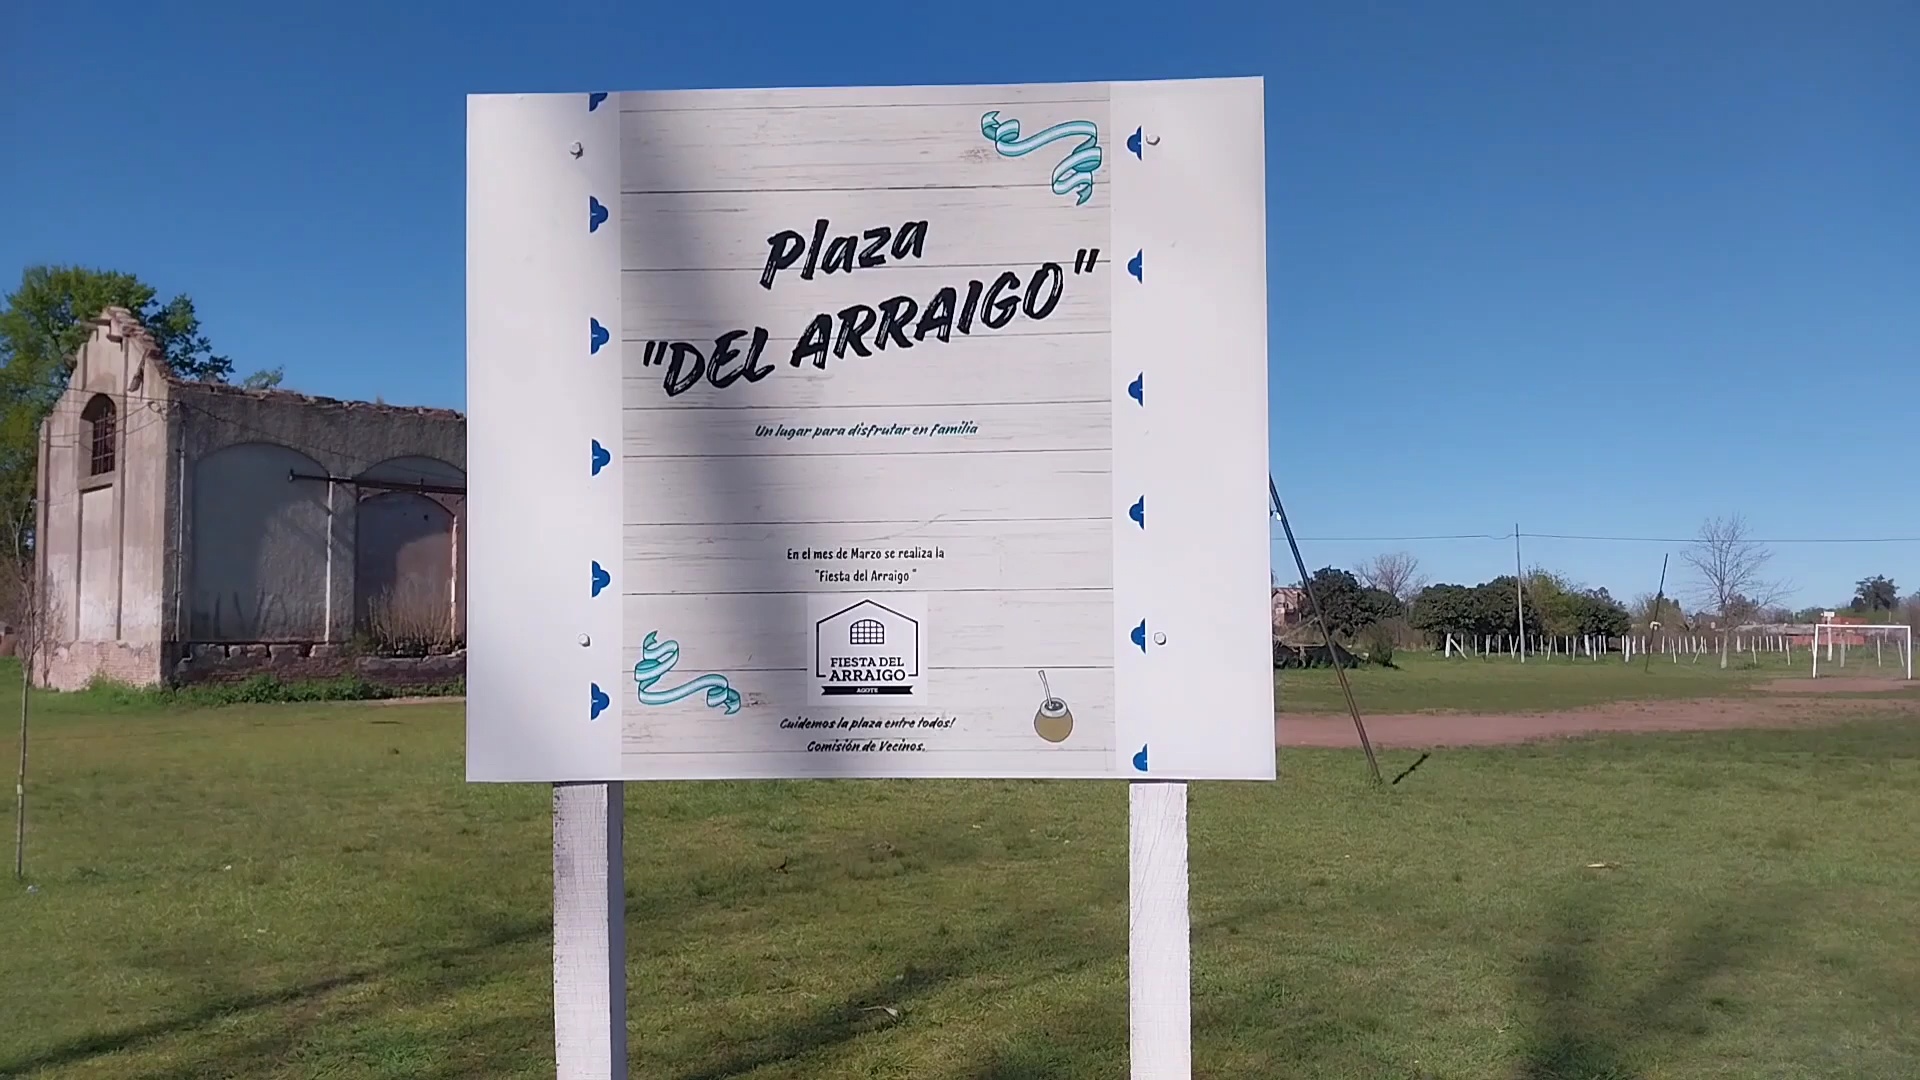 Plaza
"DEL ARRAIGO"
Un lugar para disfrutar en familia
En el mes de Marzo se realiza la
"Fiesta del Arraigo"
FIESTA DEL
ARRAIGO
AGOTE
Cuidemos la plaza entre todos!
Comisión de Vecinos.